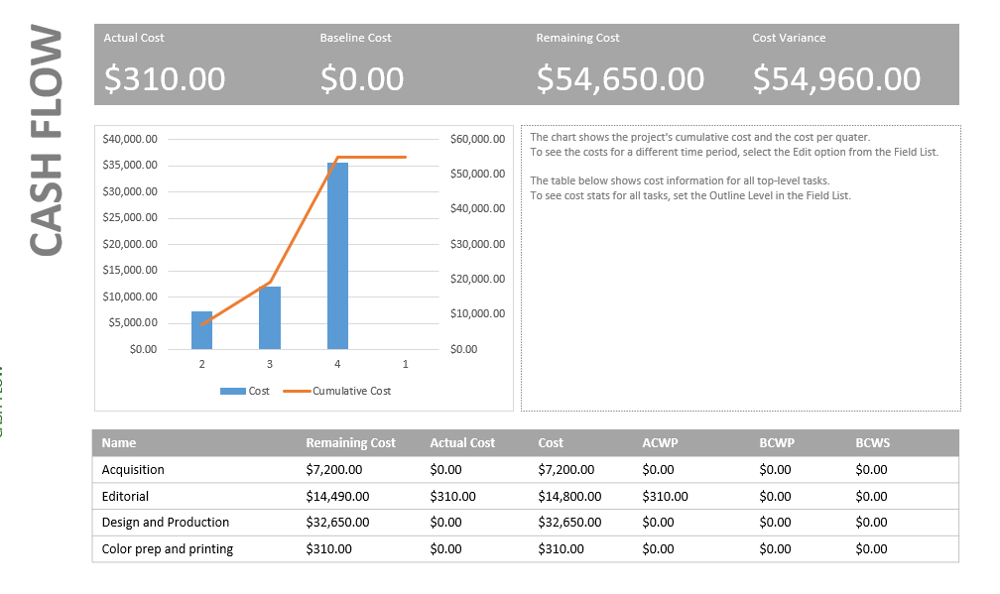 CASH FLOW
Actual Cost Baseline Cost Remaining Cost Cost Variance
$310.00 $0.00 $54,650.00 $54,960.00
$40,000.00
$35,000.00
$30,000.00
$25,000.00
$20,000.00
$15,000.00
$10,000.00
$5,000.00
$0.00
$60,000.00
$50,000.00
$40,000.00
$30,000.00
$20,000.00
$10,000.00
$0.00
2 3 4 1
Cost Cumulative Cost
The chart shows the project's cumulative cost and the cost per quater.
To see the costs for a different time period, select the Edit option from the Field List.
The table below shows cost information for all top-level tasks.
To see cost stats for all tasks, set the Outline Level in the Field List.
Name Remaining Cost Actual Cost Cost ACWP BCWP BCWS
Acquisition $7,200.00 $0.00 $7,200.00 $0.00 $0.00 $0.00
Editorial $14,490.00 $310.00 $14,800.00 $310.00 $0.00 $0.00
Design and Production $32,650.00 $0.00 $32,650.00 $0.00 $0.00 $0.00
Color prep and printing $310.00 $0.00 $310.00 $0.00 $0.00 $0.00